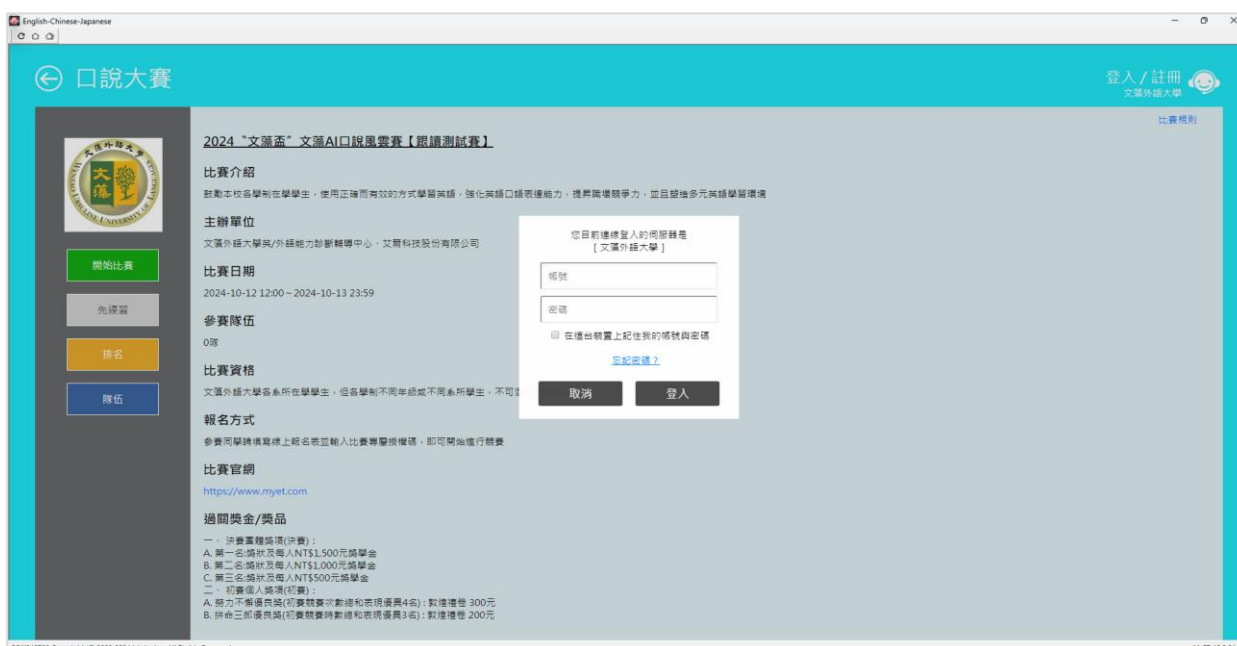 English-Chinese-Japanese
口說大賽
登入 / 註冊
文藻外語大學
比賽規則
文藻外語大學
文藻
WENZAO URSULINE UNIVERSITY
開始比賽
先練習
排名
隊伍
2024〝文藻盃〞文藻AI口說風雲賽【跟讀測試賽】
比賽介紹
鼓勵本校各學制在學學生，使用正確而有效的方式學習英語，強化英語口語表達能力，提昇職場競爭力，並且塑造多元英語學習環境
主辦單位
文藻外語大學英/外語能力診斷輔導中心、艾爾科技股份有限公司
比賽日期
2024-10-12 12:00 ~ 2024-10-13 23:59
參賽隊伍
0隊
比賽資格
文藻外語大學各系所在學學生，但各學制不同年級或不同系所學生，不可
報名方式
參賽同學請填寫線上報名表並輸入比賽專屬授權碼，即可開始進行競賽
比賽官網
https://www.myet.com
過關獎金/獎品
一、 決賽團體獎項(決賽)：
A. 第一名:獎狀及每人NT$1,500元獎學金
B. 第二名:獎狀及每人NT$1,000元獎學金
C. 第三名:獎狀及每人NT$500元獎學金
二、 初賽個人獎項(初賽)：
A. 努力不懈優良獎(初賽競賽次數總和表現優異4名)：敦煌禮卷 300元
B. 拼命三郎優良獎(初賽競賽時數總和表現優異3名)：敦煌禮卷 200元
您目前連線登入的伺服器是
[ 文藻外語大學 ]
帳號
密碼
在這台裝置上記住我的帳號與密碼
忘記密碼？
取消
登入